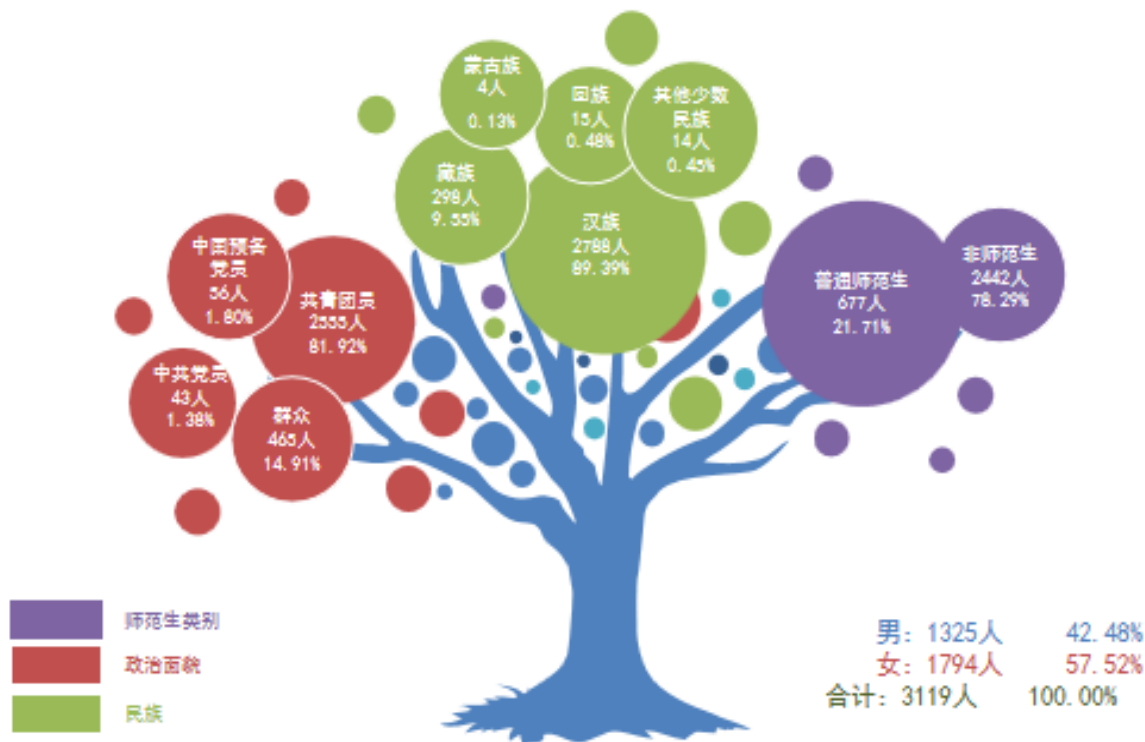 蒙古族
4人
0.13%
回族
15人
0.48%
其他少数
民族
14人
0.45%
藏族
298人
9.55%
汉族
2788人
89.39%
中国预备
党员
56人
1.80%
共青团员
2555人
81.92%
中共党员
43人
1.38%
群众
465人
14.91%
普通师范生
677人
21.71%
非师范生
2442人
78.29%
师范生类别
政治面貌
民族
男: 1325人 42.48%
女: 1794人 57.52%
合计: 3119人 100.00%